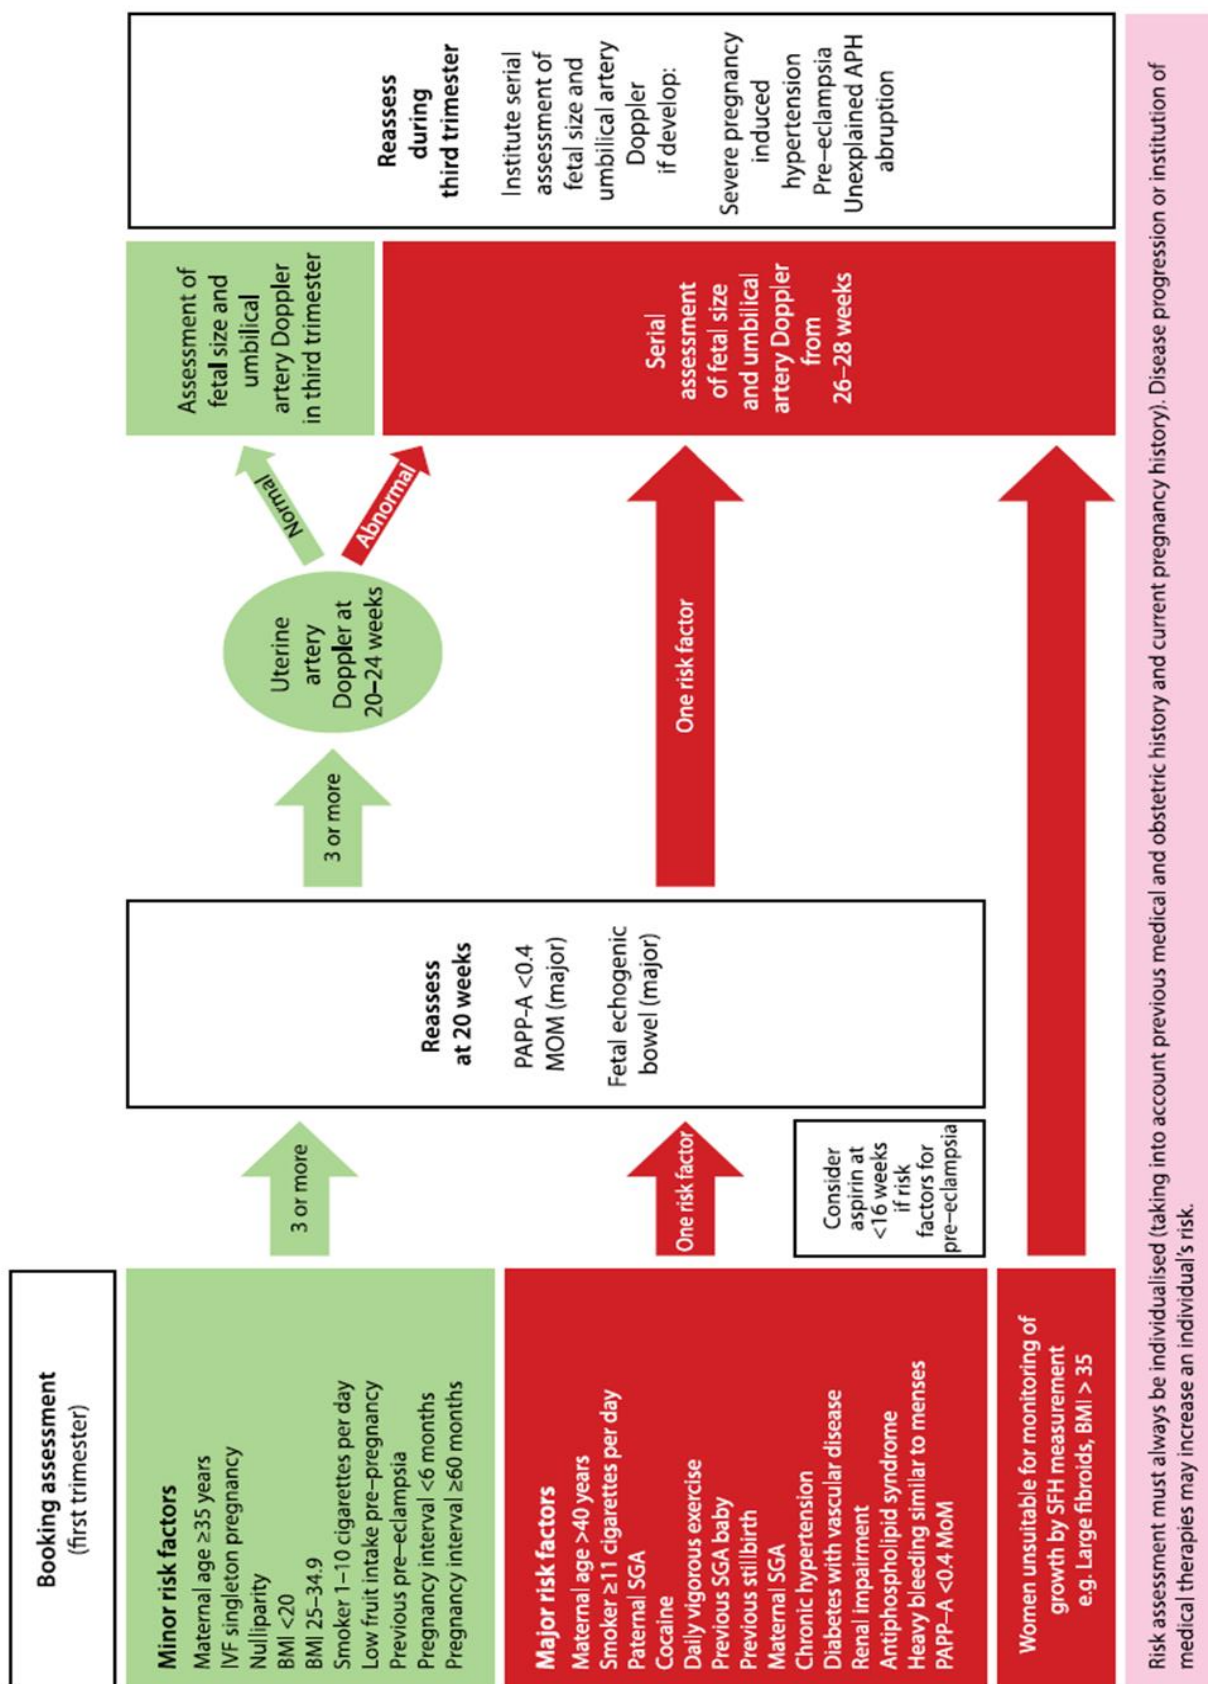 Booking assessment
(first trimester)
Minor risk factors
Maternal age ≥35 years
IVF singleton pregnancy
Nulliparity
BMI <20
BMI 25–34.9
Smoker 1–10 cigarettes per day
Low fruit intake pre–pregnancy
Previous pre–eclampsia
Pregnancy interval <6 months
Pregnancy interval ≥60 months
3 or more
Major risk factors
Maternal age >40 years
Smoker ≥11 cigarettes per day
Paternal SGA
Cocaine
Daily vigorous exercise
Previous SGA baby
Previous stillbirth
Maternal SGA
Chronic hypertension
Diabetes with vascular disease
Renal impairment
Antiphospholipid syndrome
Heavy bleeding similar to menses
PAPP–A <0.4 MoM
One risk factor
Consider
aspirin at
<16 weeks
if risk
factors for
pre–eclampsia
Women unsuitable for monitoring of
growth by SFH measurement
e.g. Large fibroids, BMI > 35
Reassess
at 20 weeks
PAPP-A <0.4
MOM (major)
Fetal echogenic
bowel (major)
3 or more
Uterine
artery
Doppler at
20–24 weeks
Normal
Abnormal
One risk factor
Assessment of
fetal size and
umbilical
artery Doppler
in third trimester
Serial
assessment
of fetal size
and umbilical
artery Doppler
from
26–28 weeks
Reassess
during
third trimester
Institute serial
assessment of
fetal size and
umbilical artery
Doppler
if develop:
Severe pregnancy
induced
hypertension
Pre–eclampsia
Unexplained APH
abruption
Risk assessment must always be individualised (taking into account previous medical and obstetric history and current pregnancy history). Disease progression or institution of
medical therapies may increase an individual's risk.